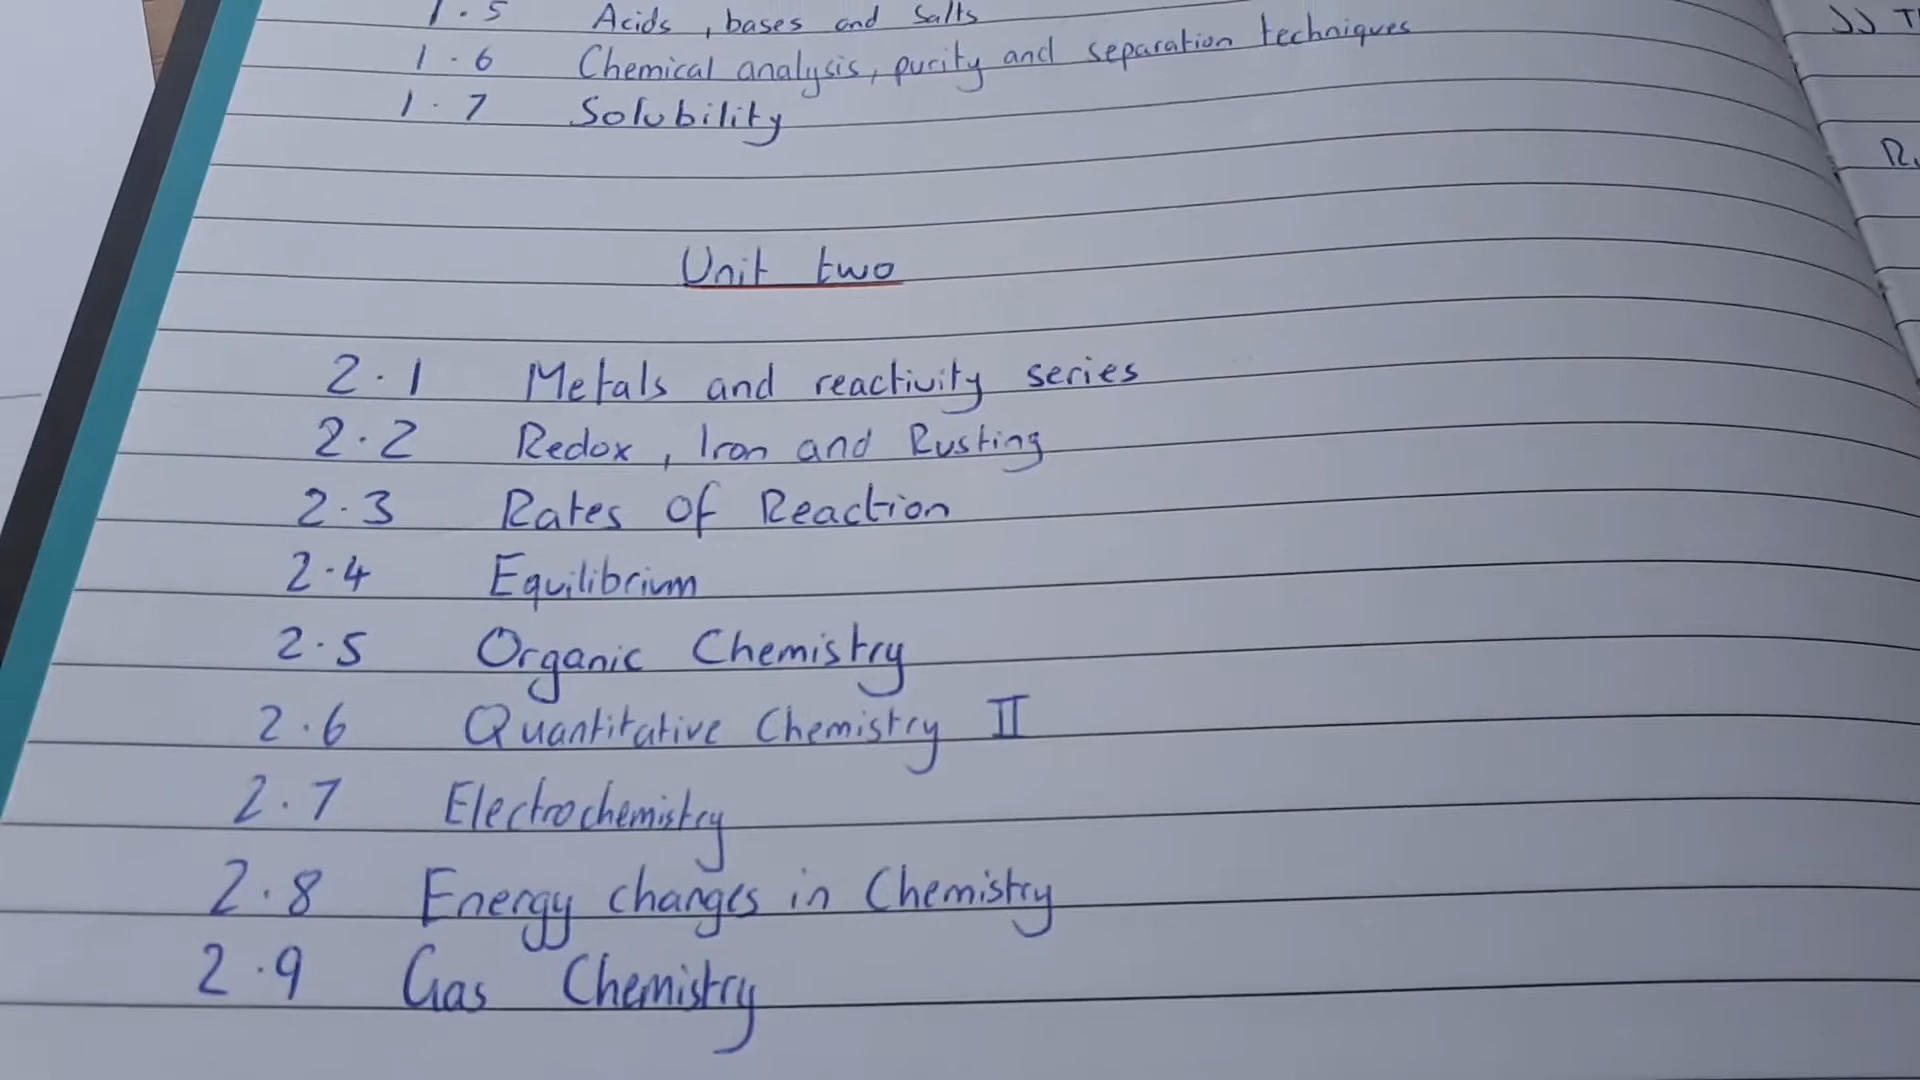 1.5 Acids, bases and salts
1.6 Chemical analysis, purity and separation techniques
1.7 Solubility
Unit two
2.1 Metals and reactivity series
2.2 Redox, Iron and Rusting
2.3 Rates of Reaction
2.4 Equilibrium
2.5 Organic Chemistry
2.6 Quantitative Chemistry II
2.7 Electrochemistry
2.8 Energy changes in Chemistry
2.9 Gas Chemistry